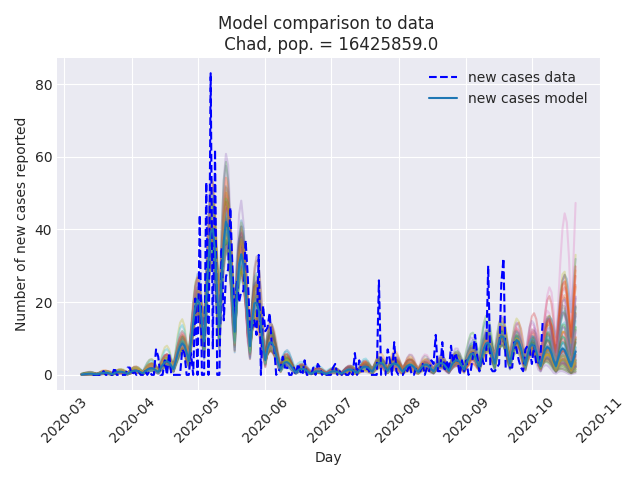 Model comparison to data
Chad, pop. = 16425859.0
new cases data
new cases model
Number of new cases reported
80
60
40
20
0
2020-03
2020-04
2020-05
2020-06
2020-07
2020-08
2020-09
2020-10
2020-11
Day